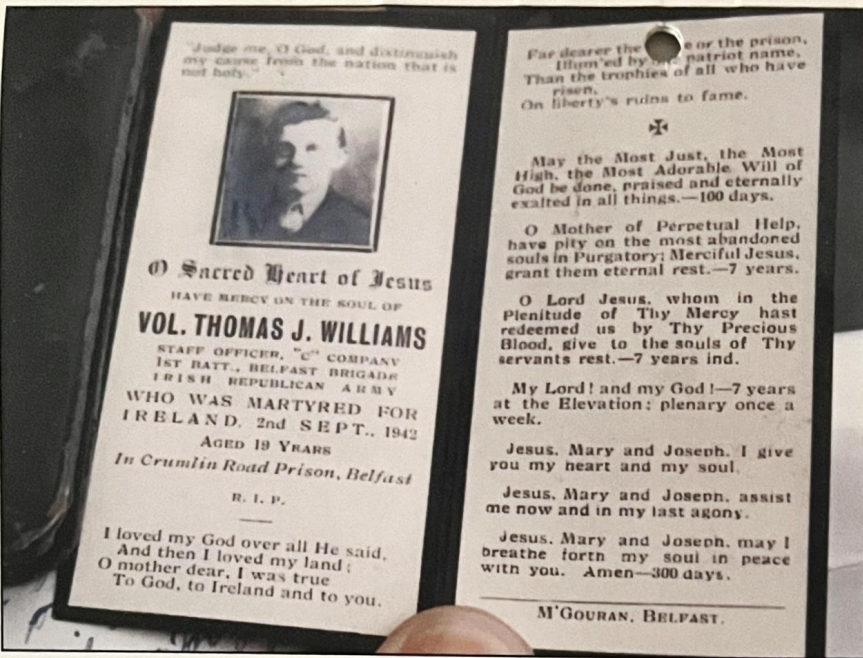 "Judge me, O God, and distinguish
my cause from the nation that is
not holy."
O Sacred Heart of Jesus
HAVE MERCY ON THE SOUL OF
VOL. THOMAS J. WILLIAMS
STAFF OFFICER, "C" COMPANY
1ST BATT., BELFAST BRIGADE
IRISH REPUBLICAN ARMY
WHO WAS MARTYRED FOR
IRELAND. 2nd SEPT., 1942
AGED 19 YEARS
In Crumlin Road Prison, Belfast
R. I. P.
I loved my God over all He said.
And then I loved my land;
O mother dear, I was true
To God, to Ireland and to you.
Far dearer the e or the prison,
Illum'ed by patriot name,
Than the trophies of all who have
risen,
On liberty's ruins to fame.
May the Most Just, the Most
High, the Most Adorable Will of
God be done, praised and eternally
exalted in all things.—100 days.
O Mother of Perpetual Help,
have pity on the most abandoned
souls in Purgatory; Merciful Jesus,
grant them eternal rest.—7 years.
O Lord Jesus, whom in the
Plenitude of Thy Mercy hast
redeemed us by Thy Precious
Blood, give to the souls of Thy
servants rest.—7 years ind.
My Lord! and my God!—7 years
at the Elevation; plenary once a
week.
Jesus, Mary and Joseph, I give
you my heart and my soul.
Jesus, Mary and Joseph, assist
me now and in my last agony.
Jesus, Mary and Joseph, may I
breathe forth my soul in peace
with you. Amen—300 days.
M'GOURAN, BELFAST.